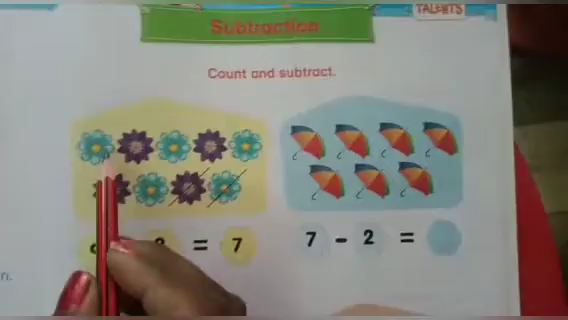 TALENTS
Subtraction
Count and subtract.
= 7
7 - 2 =
n.